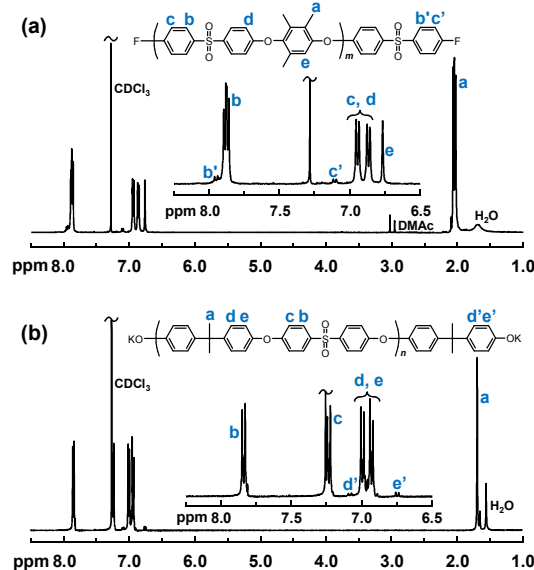 (a)
a
c b d b' c'
F O S O O O m O S O F
e
CDCl3
b
c, d
b'
c'
e
a
ppm 8.0 7.5 7.0 6.5
DMAc
H2O
ppm 8.0 7.0 6.0 5.0 4.0 3.0 2.0 1.0
(b)
a d e c b d'e'
KO O O S O O n OK
CDCl3
b
c
d, e
d'
e'
a
H2O
ppm 8.0 7.5 7.0 6.5
ppm 8.0 7.0 6.0 5.0 4.0 3.0 2.0 1.0